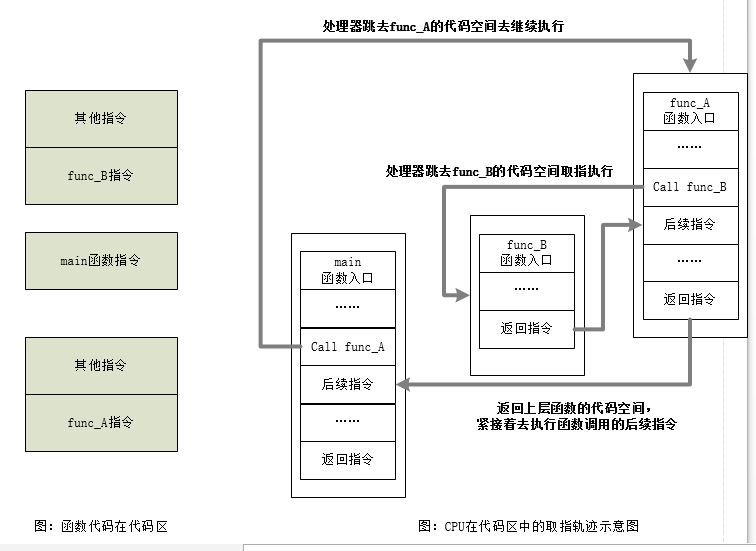 处理器跳去func_A的代码空间去继续执行
其他指令
func_B指令
main函数指令
其他指令
func_A指令
func_A
函数入口
……
Call func_B
后续指令
……
返回指令
处理器跳去func_B的代码空间取指执行
func_B
函数入口
……
返回指令
main
函数入口
……
Call func_A
后续指令
……
返回指令
返回上层函数的代码空间，
紧接着去执行函数调用的后续指令
图：函数代码在代码区
图：CPU在代码区中的取指轨迹示意图